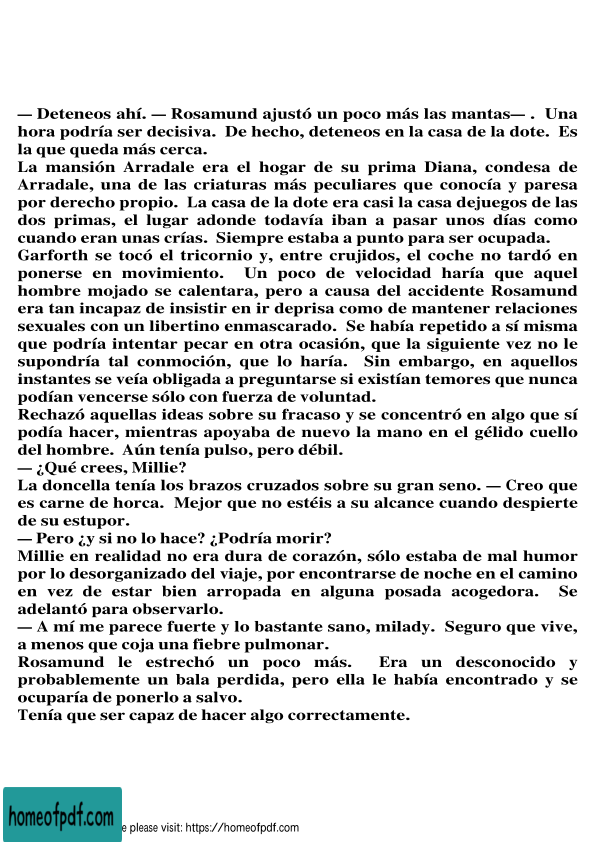 — Deteneos ahí. — Rosamund ajustó un poco más las mantas— . Una
hora podría ser decisiva. De hecho, deteneos en la casa de la dote. Es
la que queda más cerca.
La mansión Arradale era el hogar de su prima Diana, condesa de
Arradale, una de las criaturas más peculiares que conocía y paresa
por derecho propio. La casa de la dote era casi la casa dejuegos de las
dos primas, el lugar adonde todavía iban a pasar unos días como
cuando eran unas crías. Siempre estaba a punto para ser ocupada.
Garforth se tocó el tricornio y, entre crujidos, el coche no tardó en
ponerse en movimiento. Un poco de velocidad haría que aquel
hombre mojado se calentara, pero a causa del accidente Rosamund
era tan incapaz de insistir en ir deprisa como de mantener relaciones
sexuales con un libertino enmascarado. Se había repetido a sí misma
que podría intentar pecar en otra ocasión, que la siguiente vez no le
supondría tal conmoción, que lo haría. Sin embargo, en aquellos
instantes se veía obligada a preguntarse si existían temores que nunca
podían vencerse sólo con fuerza de voluntad.
Rechazó aquellas ideas sobre su fracaso y se concentró en algo que sí
podía hacer, mientras apoyaba de nuevo la mano en el gélido cuello
del hombre. Aún tenía pulso, pero débil.
— ¿Qué crees, Millie?
La doncella tenía los brazos cruzados sobre su gran seno. — Creo que
es carne de horca. Mejor que no estéis a su alcance cuando despierte
de su estupor.
— Pero ¿y si no lo hace? ¿Podría morir?
Millie en realidad no era dura de corazón, sólo estaba de mal humor
por lo desorganizado del viaje, por encontrarse de noche en el camino
en vez de estar bien arropada en alguna posada acogedora. Se
adelantó para observarlo.
— A mí me parece fuerte y lo bastante sano, milady. Seguro que vive,
a menos que coja una fiebre pulmonar.
Rosamund le estrechó un poco más. Era un desconocido y
probablemente un bala perdida, pero ella le había encontrado y se
ocuparía de ponerlo a salvo.
Tenía que ser capaz de hacer algo correctamente.
homeofpdf.com
e please visit: https://homeofpdf.com